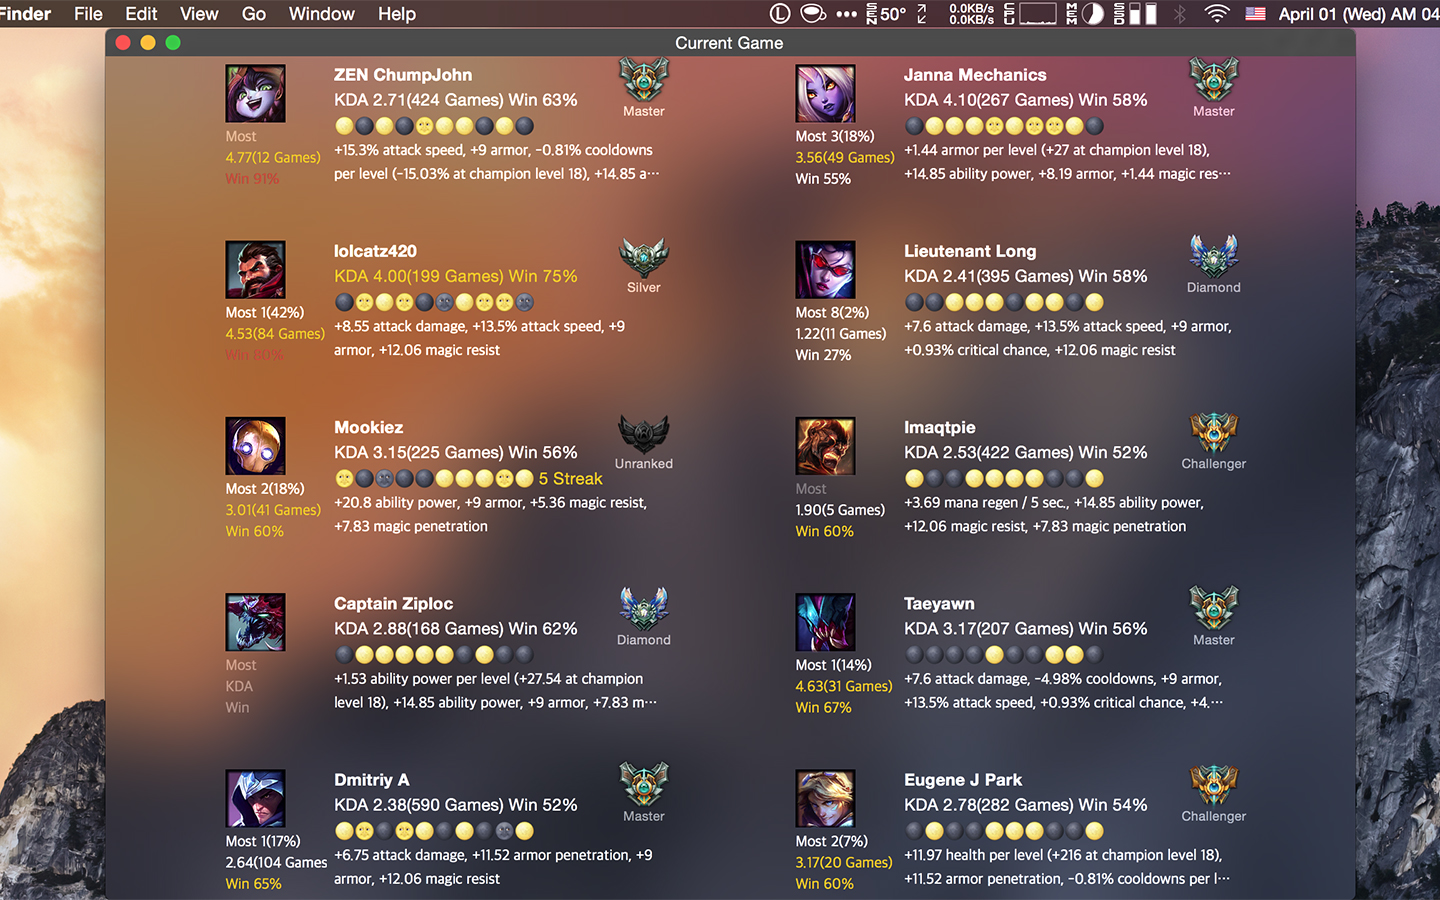 Finder File Edit View Go Window Help
L SEN 50° 0.0KB/s 0.0KB/s CPU MEM SSD April 01 (Wed) AM 04
Current Game
ZEN ChumpJohn
KDA 2.71(424 Games) Win 63%
Master
Most
4.77(12 Games)
Win 91%
+15.3% attack speed, +9 armor, -0.81% cooldowns
per level (-15.03% at champion level 18), +14.85 a···
Janna Mechanics
KDA 4.10(267 Games) Win 58%
Master
Most 3(18%)
3.56(49 Games)
Win 55%
+1.44 armor per level (+27 at champion level 18),
+14.85 ability power, +8.19 armor, +1.44 magic res···
lolcatz420
KDA 4.00(199 Games) Win 75%
Silver
Most 1(42%)
4.53(84 Games)
Win 80%
+8.55 attack damage, +13.5% attack speed, +9
armor, +12.06 magic resist
Lieutenant Long
KDA 2.41(395 Games) Win 58%
Diamond
Most 8(2%)
1.22(11 Games)
Win 27%
+7.6 attack damage, +13.5% attack speed, +9 armor,
+0.93% critical chance, +12.06 magic resist
Mookiez
KDA 3.15(225 Games) Win 56%
Unranked
5 Streak
Most 2(18%)
3.01(41 Games)
Win 60%
+20.8 ability power, +9 armor, +5.36 magic resist,
+7.83 magic penetration
Imaqtpie
KDA 2.53(422 Games) Win 52%
Challenger
Most
1.90(5 Games)
Win 60%
+3.69 mana regen / 5 sec., +14.85 ability power,
+12.06 magic resist, +7.83 magic penetration
Captain Ziploc
KDA 2.88(168 Games) Win 62%
Diamond
Most
KDA
Win
+1.53 ability power per level (+27.54 at champion
level 18), +14.85 ability power, +9 armor, +7.83 m···
Taeyawn
KDA 3.17(207 Games) Win 56%
Master
Most 1(14%)
4.63(31 Games)
Win 67%
+7.6 attack damage, -4.98% cooldowns, +9 armor,
+13.5% attack speed, +0.93% critical chance, +4.···
Dmitriy A
KDA 2.38(590 Games) Win 52%
Master
Most 1(17%)
2.64(104 Games
Win 65%
+6.75 attack damage, +11.52 armor penetration, +9
armor, +12.06 magic resist
Eugene J Park
KDA 2.78(282 Games) Win 54%
Challenger
Most 2(7%)
3.17(20 Games)
Win 60%
+11.97 health per level (+216 at champion level 18),
+11.52 armor penetration, -0.81% cooldowns per l···